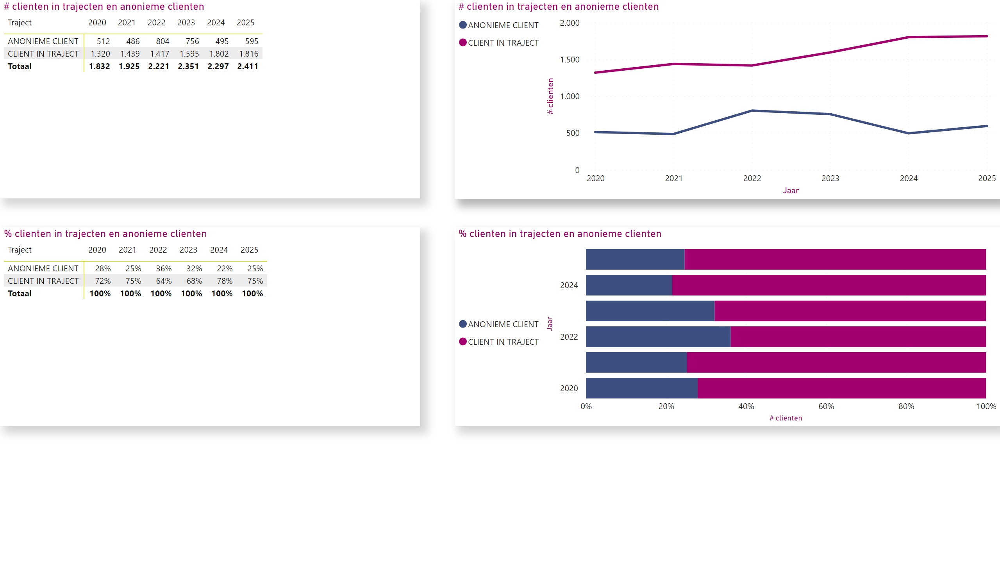 # clienten in trajecten en anonieme clienten
Traject 2020 2021 2022 2023 2024 2025
ANONIEME CLIENT 512 486 804 756 495 595
CLIENT IN TRAJECT 1.320 1.439 1.417 1.595 1.802 1.816
Totaal 1.832 1.925 2.221 2.351 2.297 2.411
# clienten in trajecten en anonieme clienten
ANONIEME CLIENT
CLIENT IN TRAJECT
# clienten
2.000
1.500
1.000
500
0
2020 2021 2022 2023 2024 2025
Jaar
% clienten in trajecten en anonieme clienten
Traject 2020 2021 2022 2023 2024 2025
ANONIEME CLIENT 28% 25% 36% 32% 22% 25%
CLIENT IN TRAJECT 72% 75% 64% 68% 78% 75%
Totaal 100% 100% 100% 100% 100% 100%
% clienten in trajecten en anonieme clienten
ANONIEME CLIENT
CLIENT IN TRAJECT
Jaar
2024
2022
2020
0% 20% 40% 60% 80% 100%
# clienten